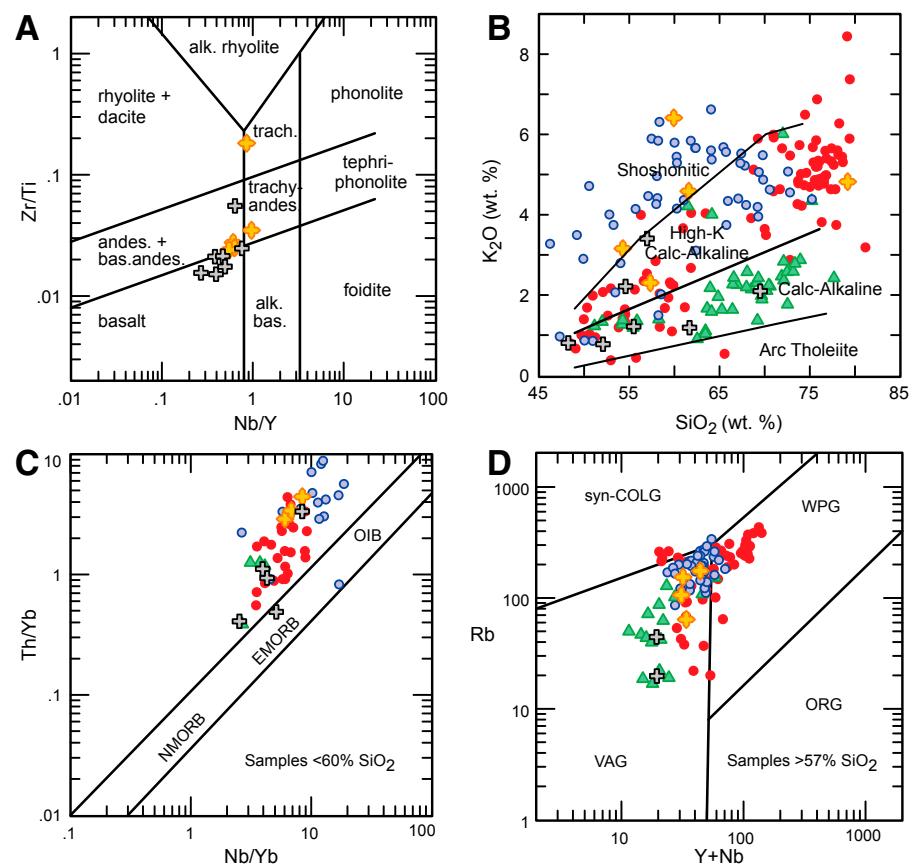 A
alk. rhyolite
rhyolite +
dacite
phonolite
trach.
tephri-
phonolite
trachy-
andes.
andes. +
bas.andes.
basalt
alk.
bas.
foidite
1
.1
.01
Zr/Ti
.01
.1
1
10
100
Nb/Y
B
8
6
4
2
0
K2O (wt. %)
Shoshonitic
High-K
Calc-Alkaline
Calc-Alkaline
Arc Tholeiite
45
55
65
75
85
SiO2 (wt. %)
C
10
1
.1
.01
Th/Yb
OIB
EMORB
NMORB
Samples <60% SiO2
.1
1
10
100
Nb/Yb
D
1000
100
10
1
Rb
syn-COLG
WPG
ORG
VAG
Samples >57% SiO2
10
100
1000
Y+Nb